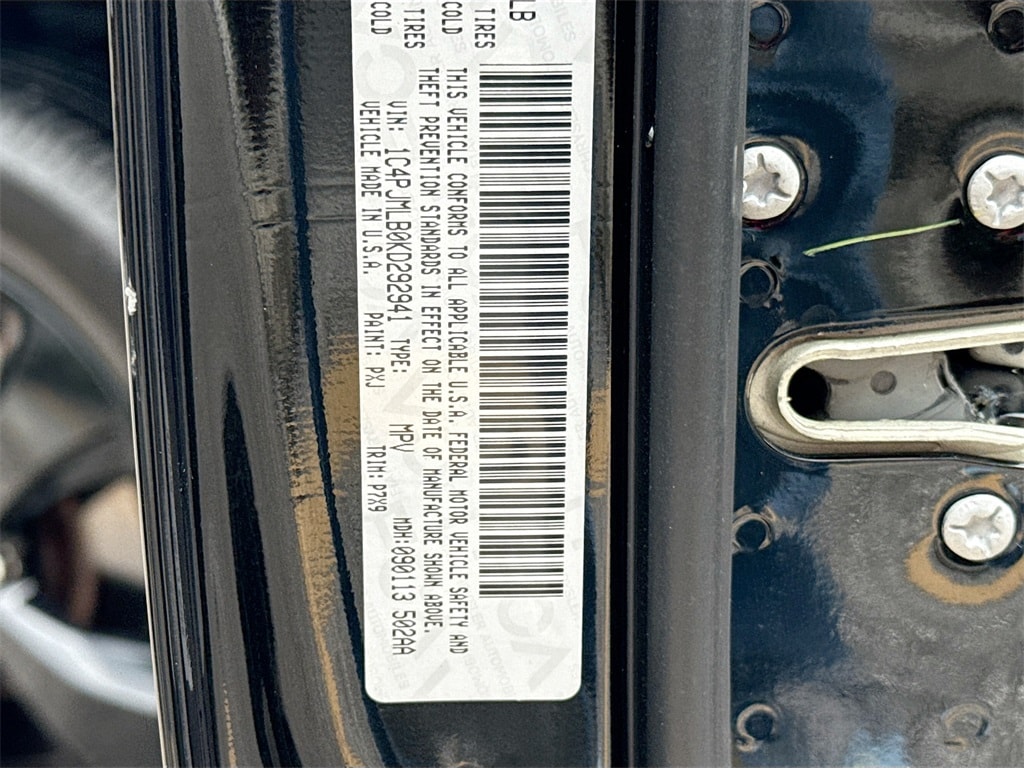 LB
TIRES COLD
TIRES COLD
THIS VEHICLE CONFORMS TO ALL APPLICABLE U.S.A. FEDERAL MOTOR VEHICLE SAFETY AND
THEFT PREVENTION STANDARDS IN EFFECT ON THE DATE OF MANUFACTURE SHOWN ABOVE.
VIN: 1C4PJMLB0KD292941 TYPE: MPV MDH:090113 502AA
VEHICLE MADE IN U.S.A. PAINT: PXJ TRIM:P7X9